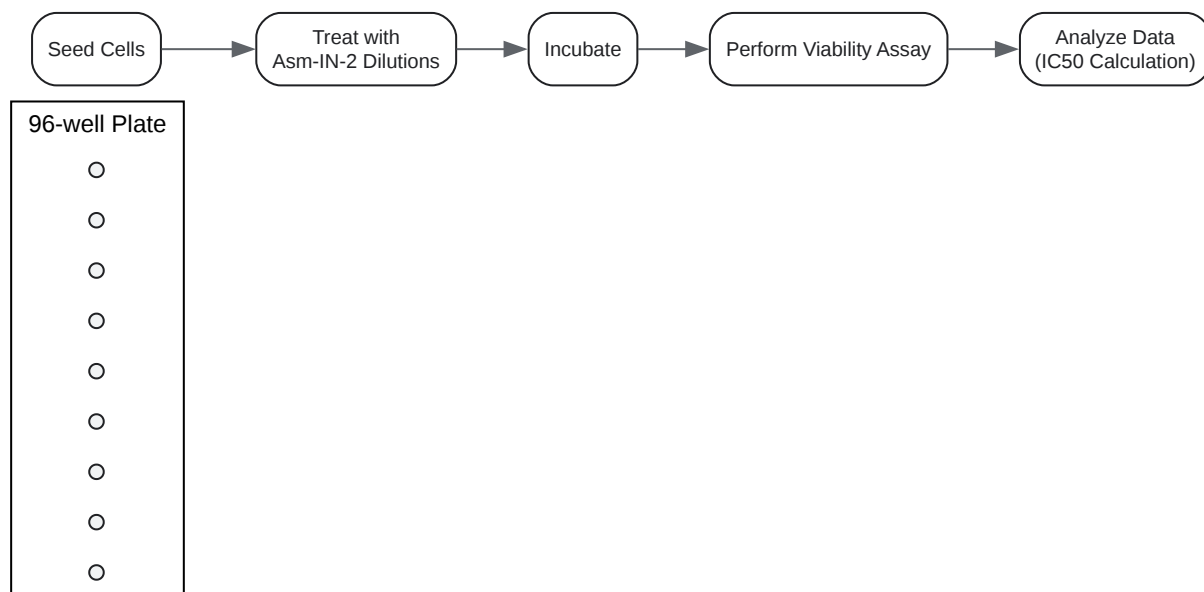 Seed Cells
Treat with
Asm-IN-2 Dilutions
Incubate
Perform Viability Assay
Analyze Data
(IC50 Calculation)
96-well Plate